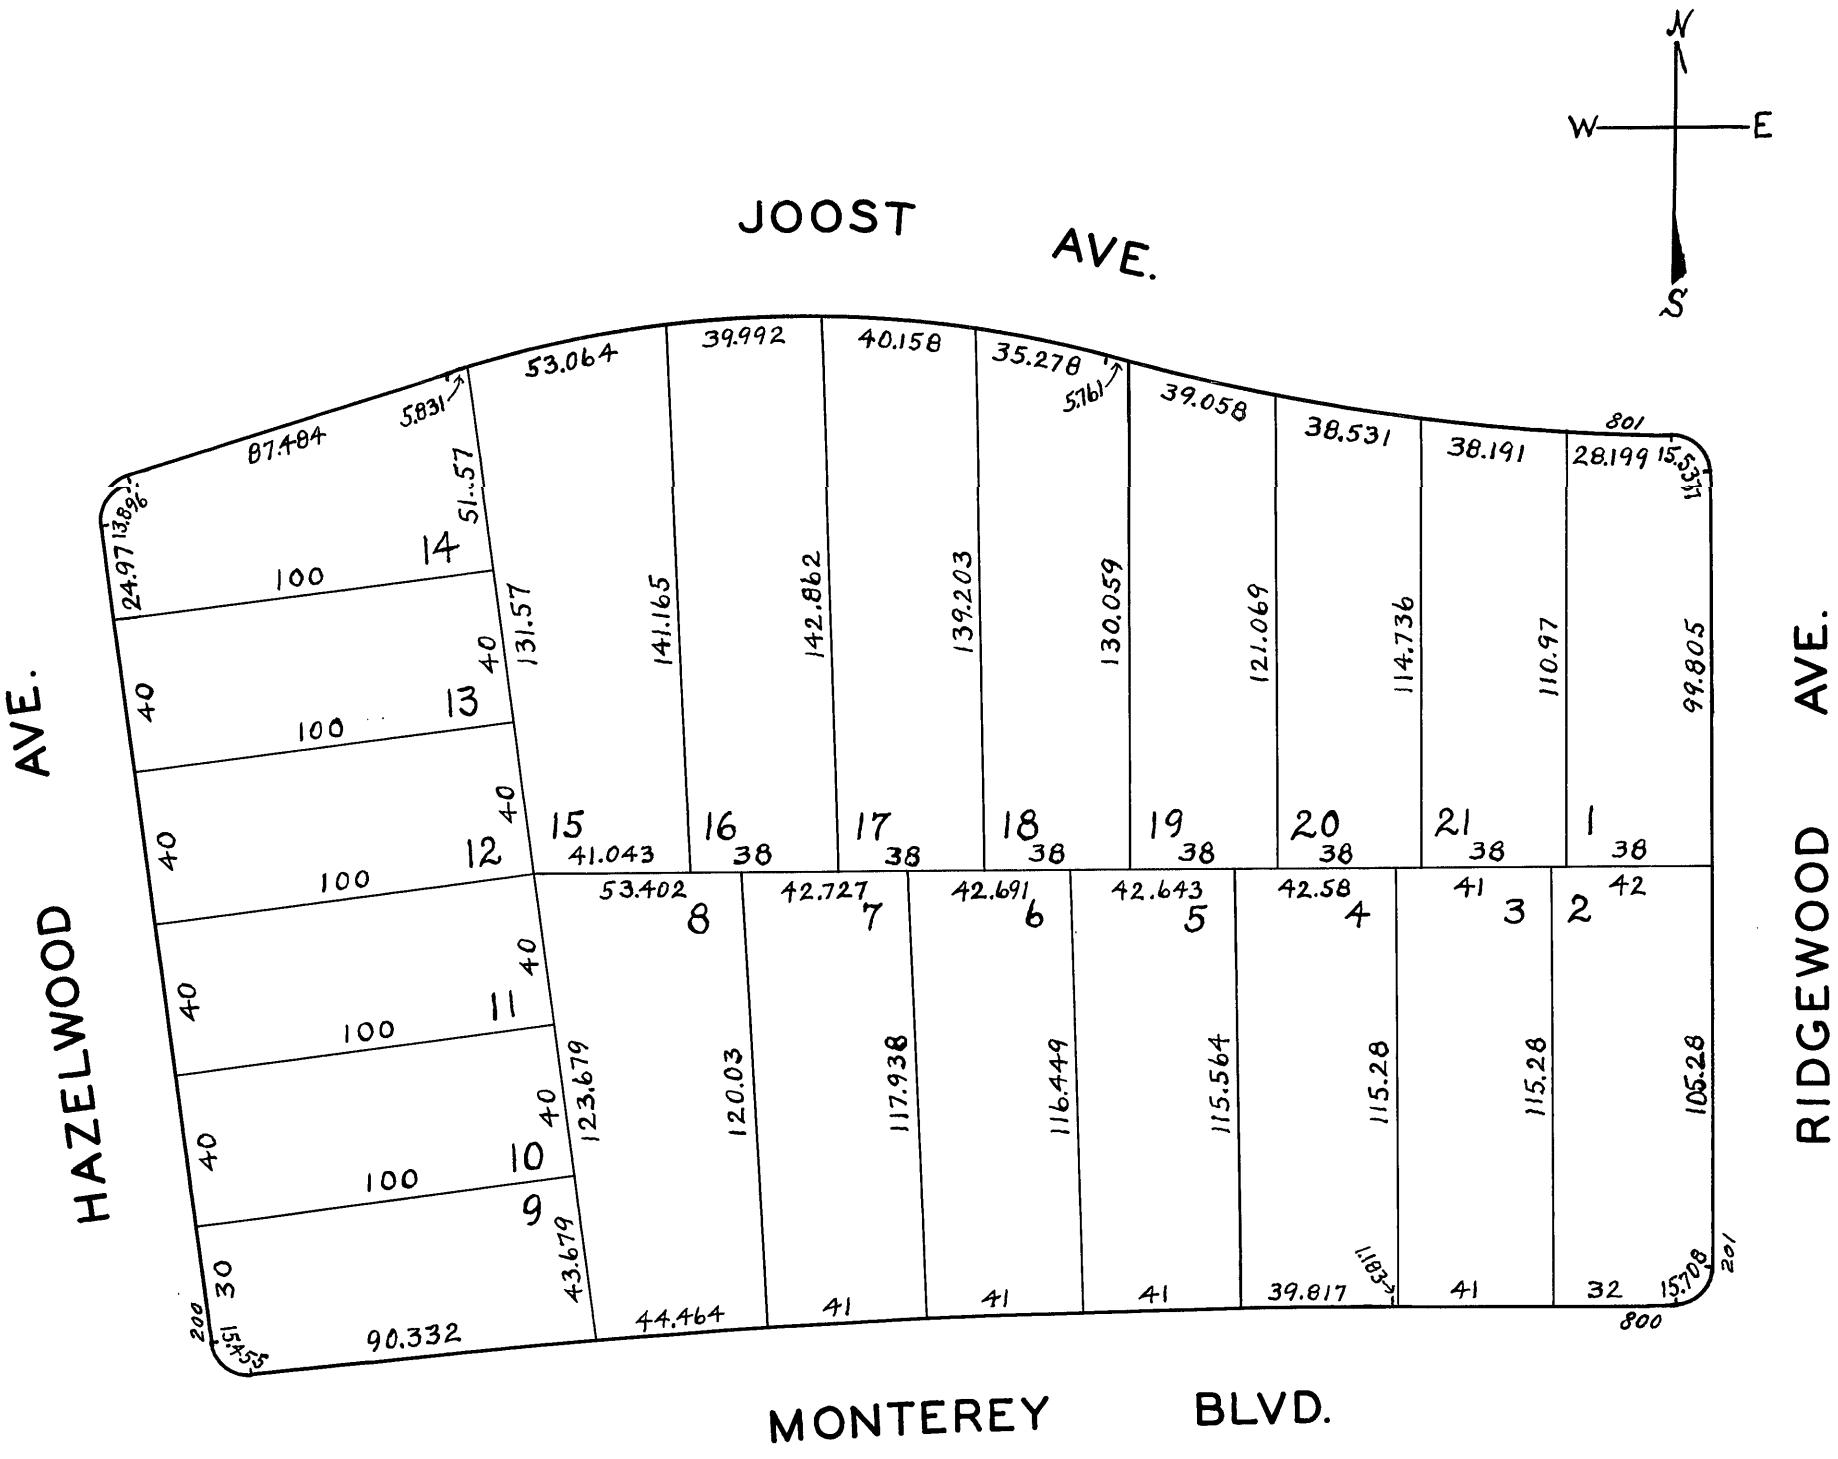 N
W E
S
JOOST AVE.
53.064 39.992 40.158 35.278 5.761 39.058 38.531 38.191 28.199 801 15.537
87.484 5.831
13.896
24.97 100 14 51.57
40 100 13 40
131.57 141.165 142.862 139.203 130.059 121.069 114.736 110.97 99.805
40 100 12 40
15 16 17 18 19 20 21 1
41.043 38 38 38 38 38 38 38
53.402 42.727 42.691 42.643 42.58 41 42
8 7 6 5 4 3 2
40 100 11 40
123.679 120.03 117.938 116.449 115.564 115.28 115.28 105.28
40 100 10 40
30 9 43.679
200 15.455 90.332 44.464 41 41 41 39.817 1.183 41 32 15.708 201
800
HAZELWOOD AVE.
RIDGEWOOD AVE.
MONTEREY BLVD.